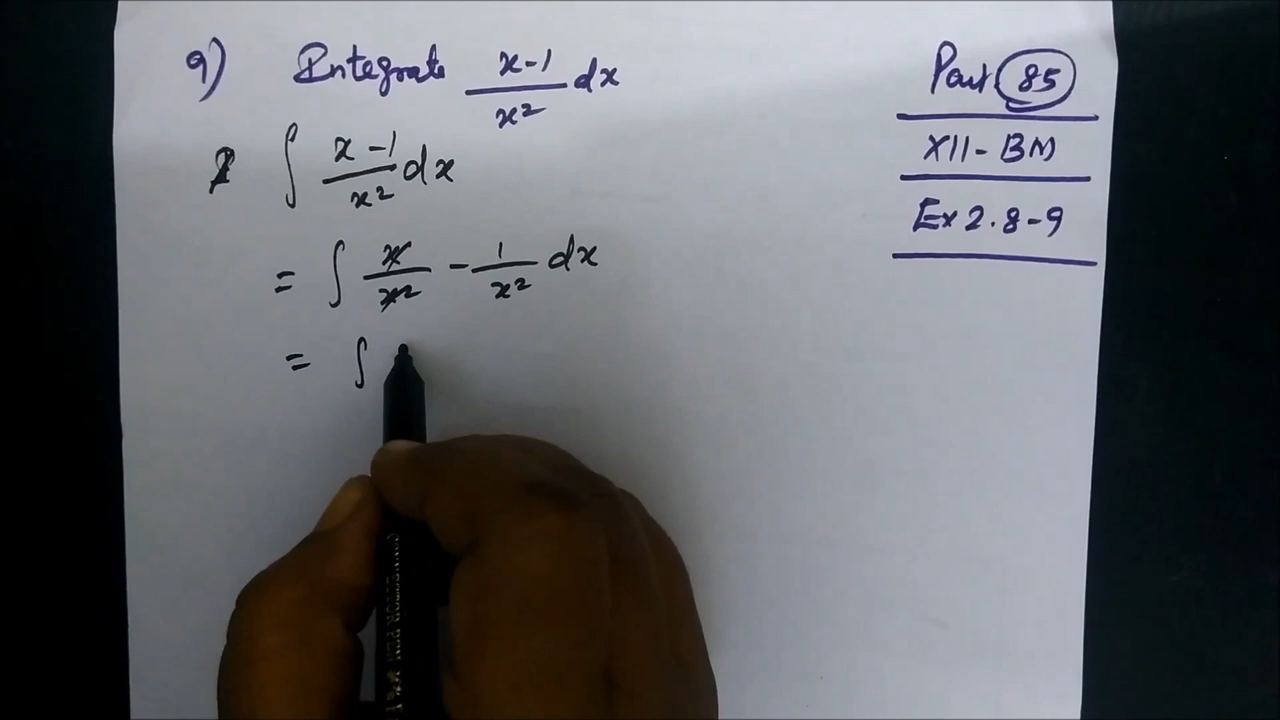 9) Integrate x-1/x² dx
∫ x-1/x² dx
= ∫ x/x² - 1/x² dx
= ∫
Part 85
XII-BM
Ex 2.8-9